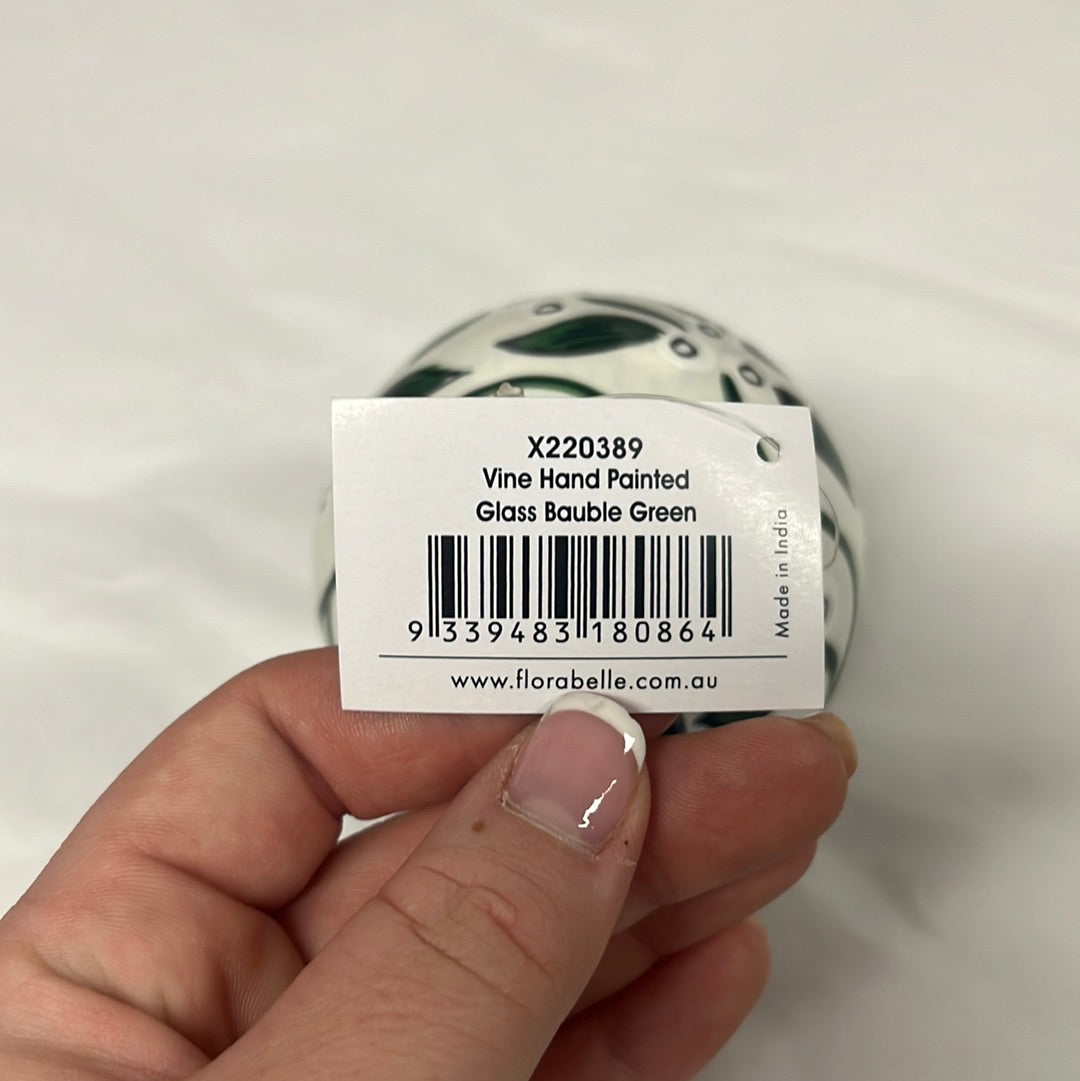 X220389
Vine Hand Painted
Glass Bauble Green
9 339483 180864
www.florabelle.com.au
Made in India